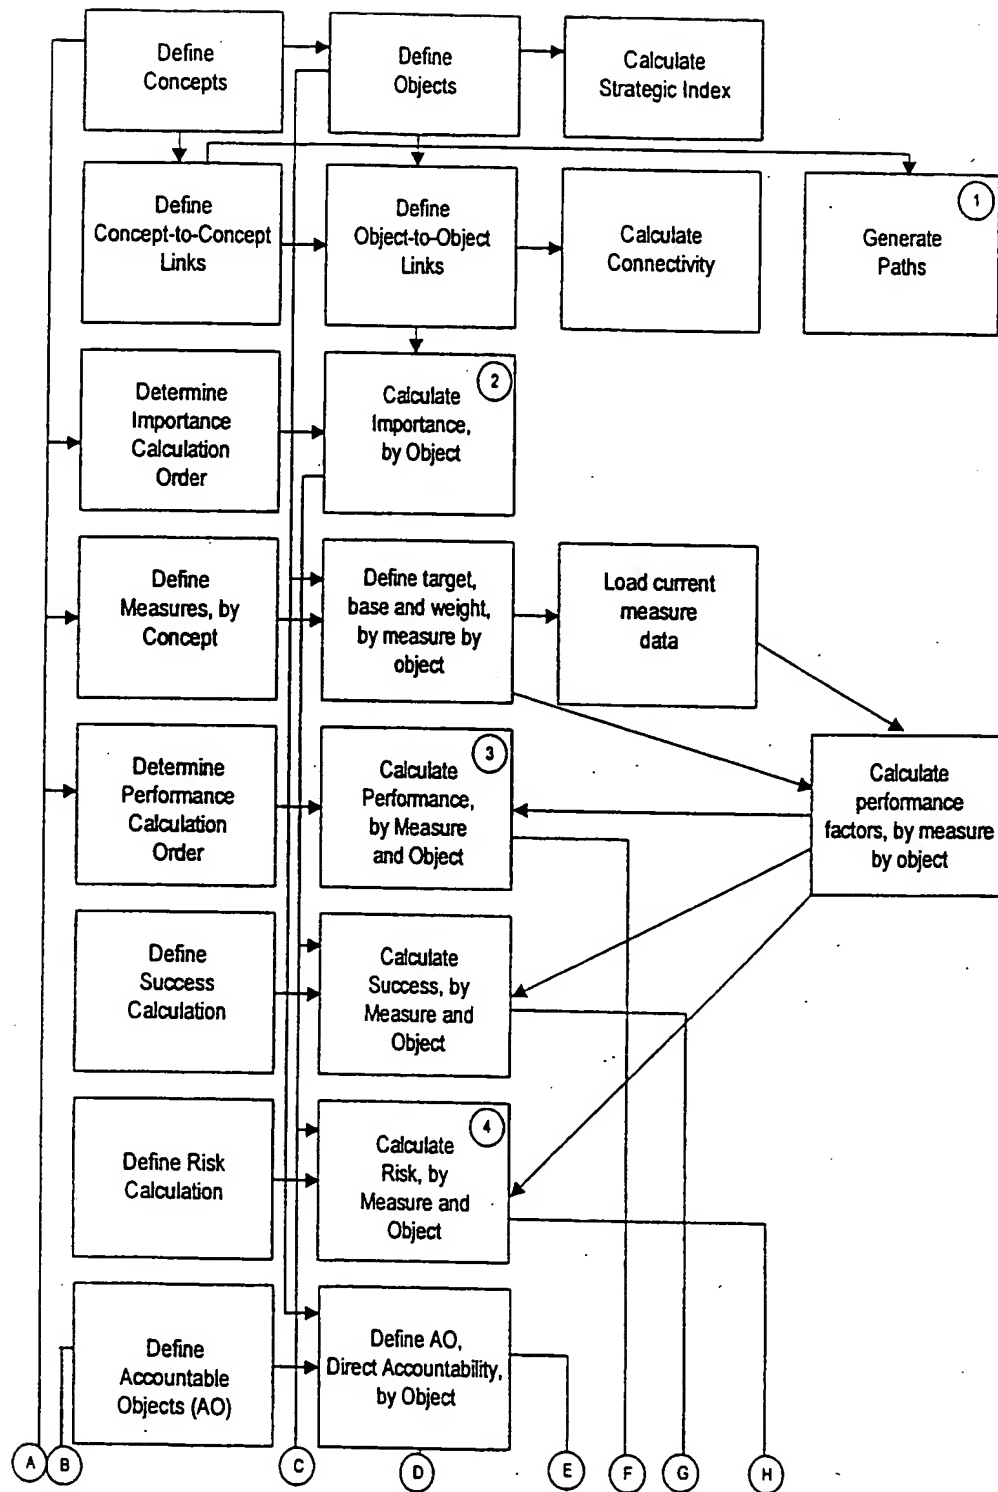 Define
Concepts
Define
Objects
Calculate
Strategic Index
Define
Concept-to-Concept
Links
Define
Object-to-Object
Links
Calculate
Connectivity
1
Generate
Paths
Determine
Importance
Calculation
Order
2
Calculate
Importance,
by Object
Define
Measures, by
Concept
Define target,
base and weight,
by measure by
object
Load current
measure
data
Determine
Performance
Calculation
Order
3
Calculate
Performance,
by Measure
and Object
Calculate
performance
factors, by measure
by object
Define
Success
Calculation
Calculate
Success, by
Measure and
Object
Define Risk
Calculation
4
Calculate
Risk, by
Measure and
Object
Define
Accountable
Objects (AO)
Define AO,
Direct Accountability,
by Object
A
B
C
D
E
F
G
H